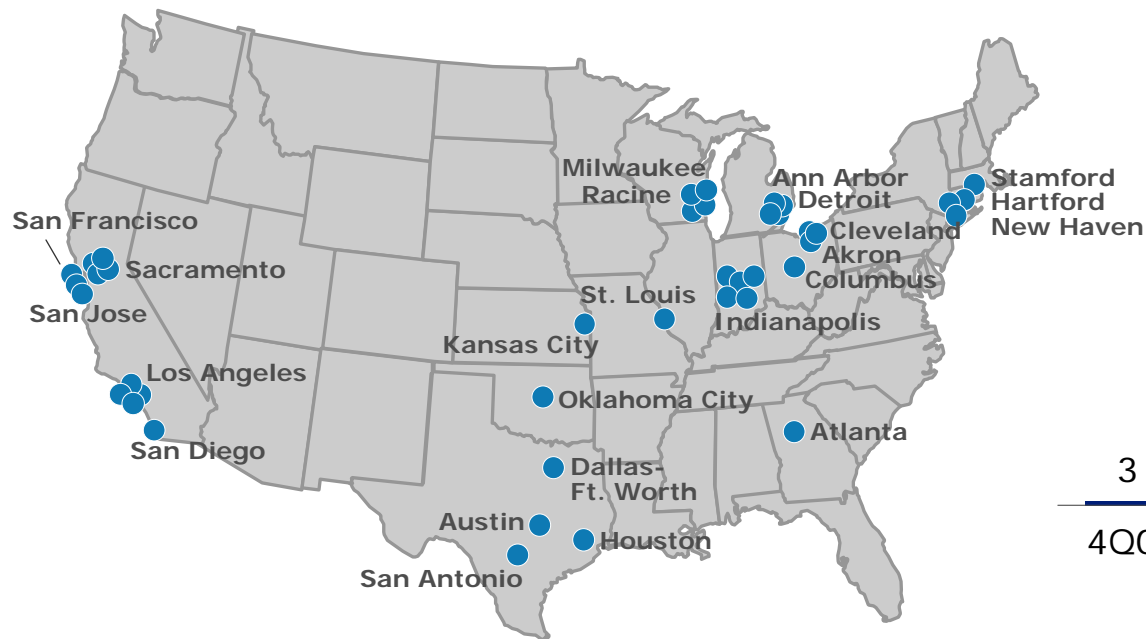 Milwaukee
Racine
Ann Arbor
Detroit
Stamford
Hartford
New Haven
Cleveland
Akron
Columbus
San Francisco
Sacramento
San Jose
St. Louis
Indianapolis
Kansas City
Los Angeles
Oklahoma City
San Diego
Atlanta
Dallas-
Ft. Worth
Austin
Houston
San Antonio
3